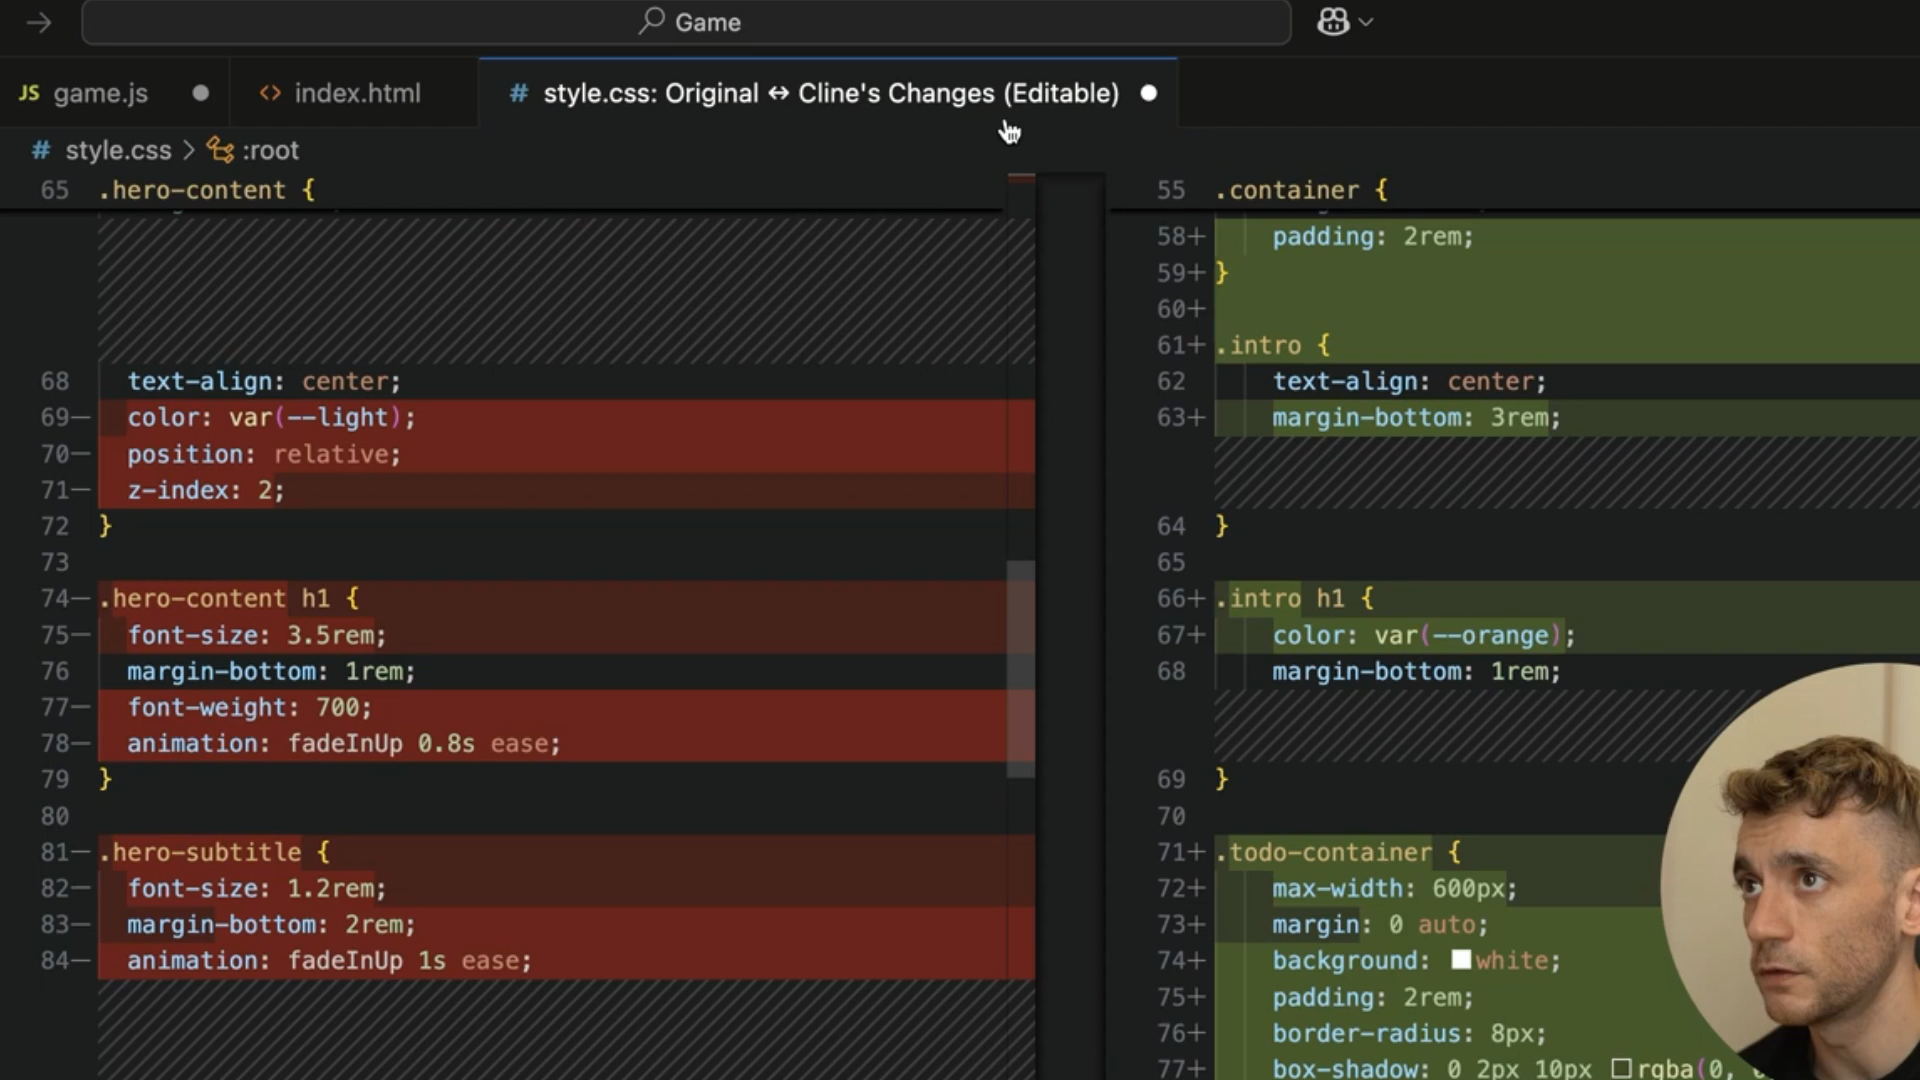 Game
JS game.js
<> index.html
# style.css: Original ↔ Cline's Changes (Editable)
# style.css > :root
65 .hero-content {
68 text-align: center;
69— color: var(--light);
70— position: relative;
71— z-index: 2;
72 }
73
74— .hero-content h1 {
75— font-size: 3.5rem;
76 margin-bottom: 1rem;
77— font-weight: 700;
78— animation: fadeInUp 0.8s ease;
79 }
80
81— .hero-subtitle {
82— font-size: 1.2rem;
83— margin-bottom: 2rem;
84— animation: fadeInUp 1s ease;
55 .container {
58+ padding: 2rem;
59+ }
60+
61+ .intro {
62 text-align: center;
63+ margin-bottom: 3rem;
64 }
65
66+ .intro h1 {
67+ color: var(--orange);
68 margin-bottom: 1rem;
69 }
70
71+ .todo-container {
72+ max-width: 600px;
73+ margin: 0 auto;
74+ background: white;
75+ padding: 2rem;
76+ border-radius: 8px;
77+ box-shadow: 0 2px 10px rgba(0,